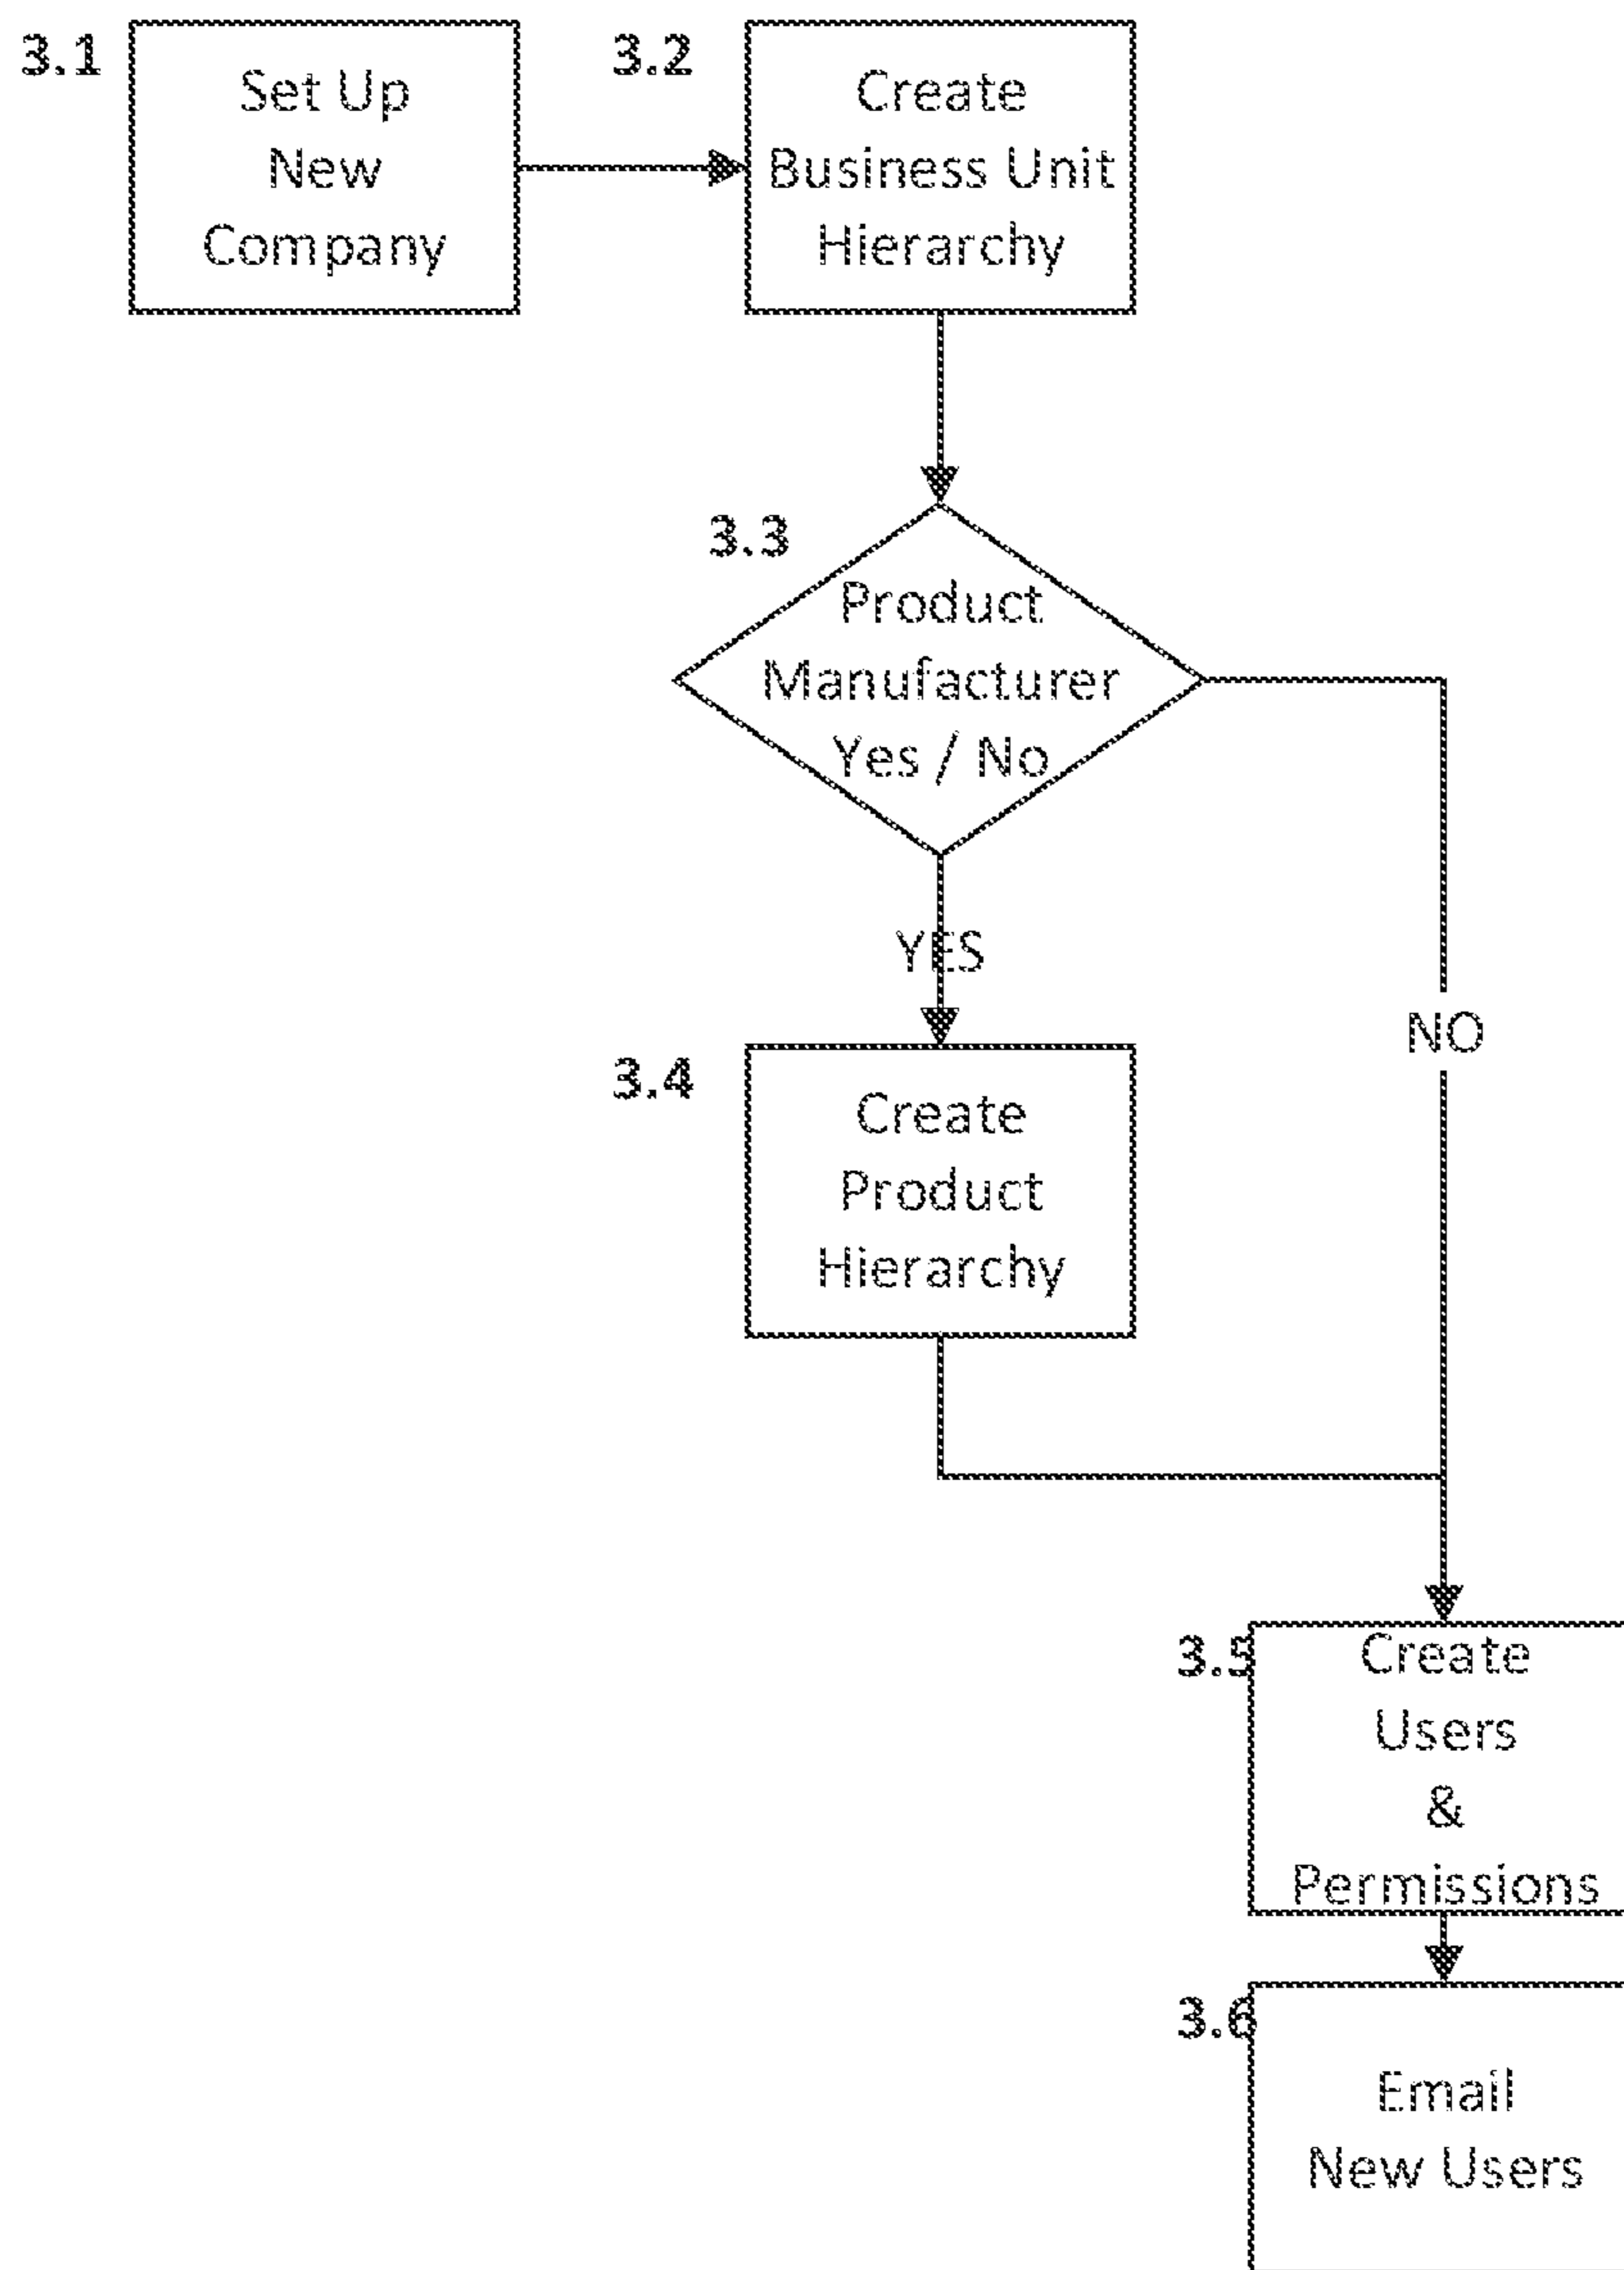 3.1
Set Up
New
Company
3.2
Create
Business Unit
Hierarchy
3.3
Product
Manufacturer
Yes / No
YES
NO
3.4
Create
Product
Hierarchy
3.5
Create
Users
&
Permissions
3.6
Email
New Users